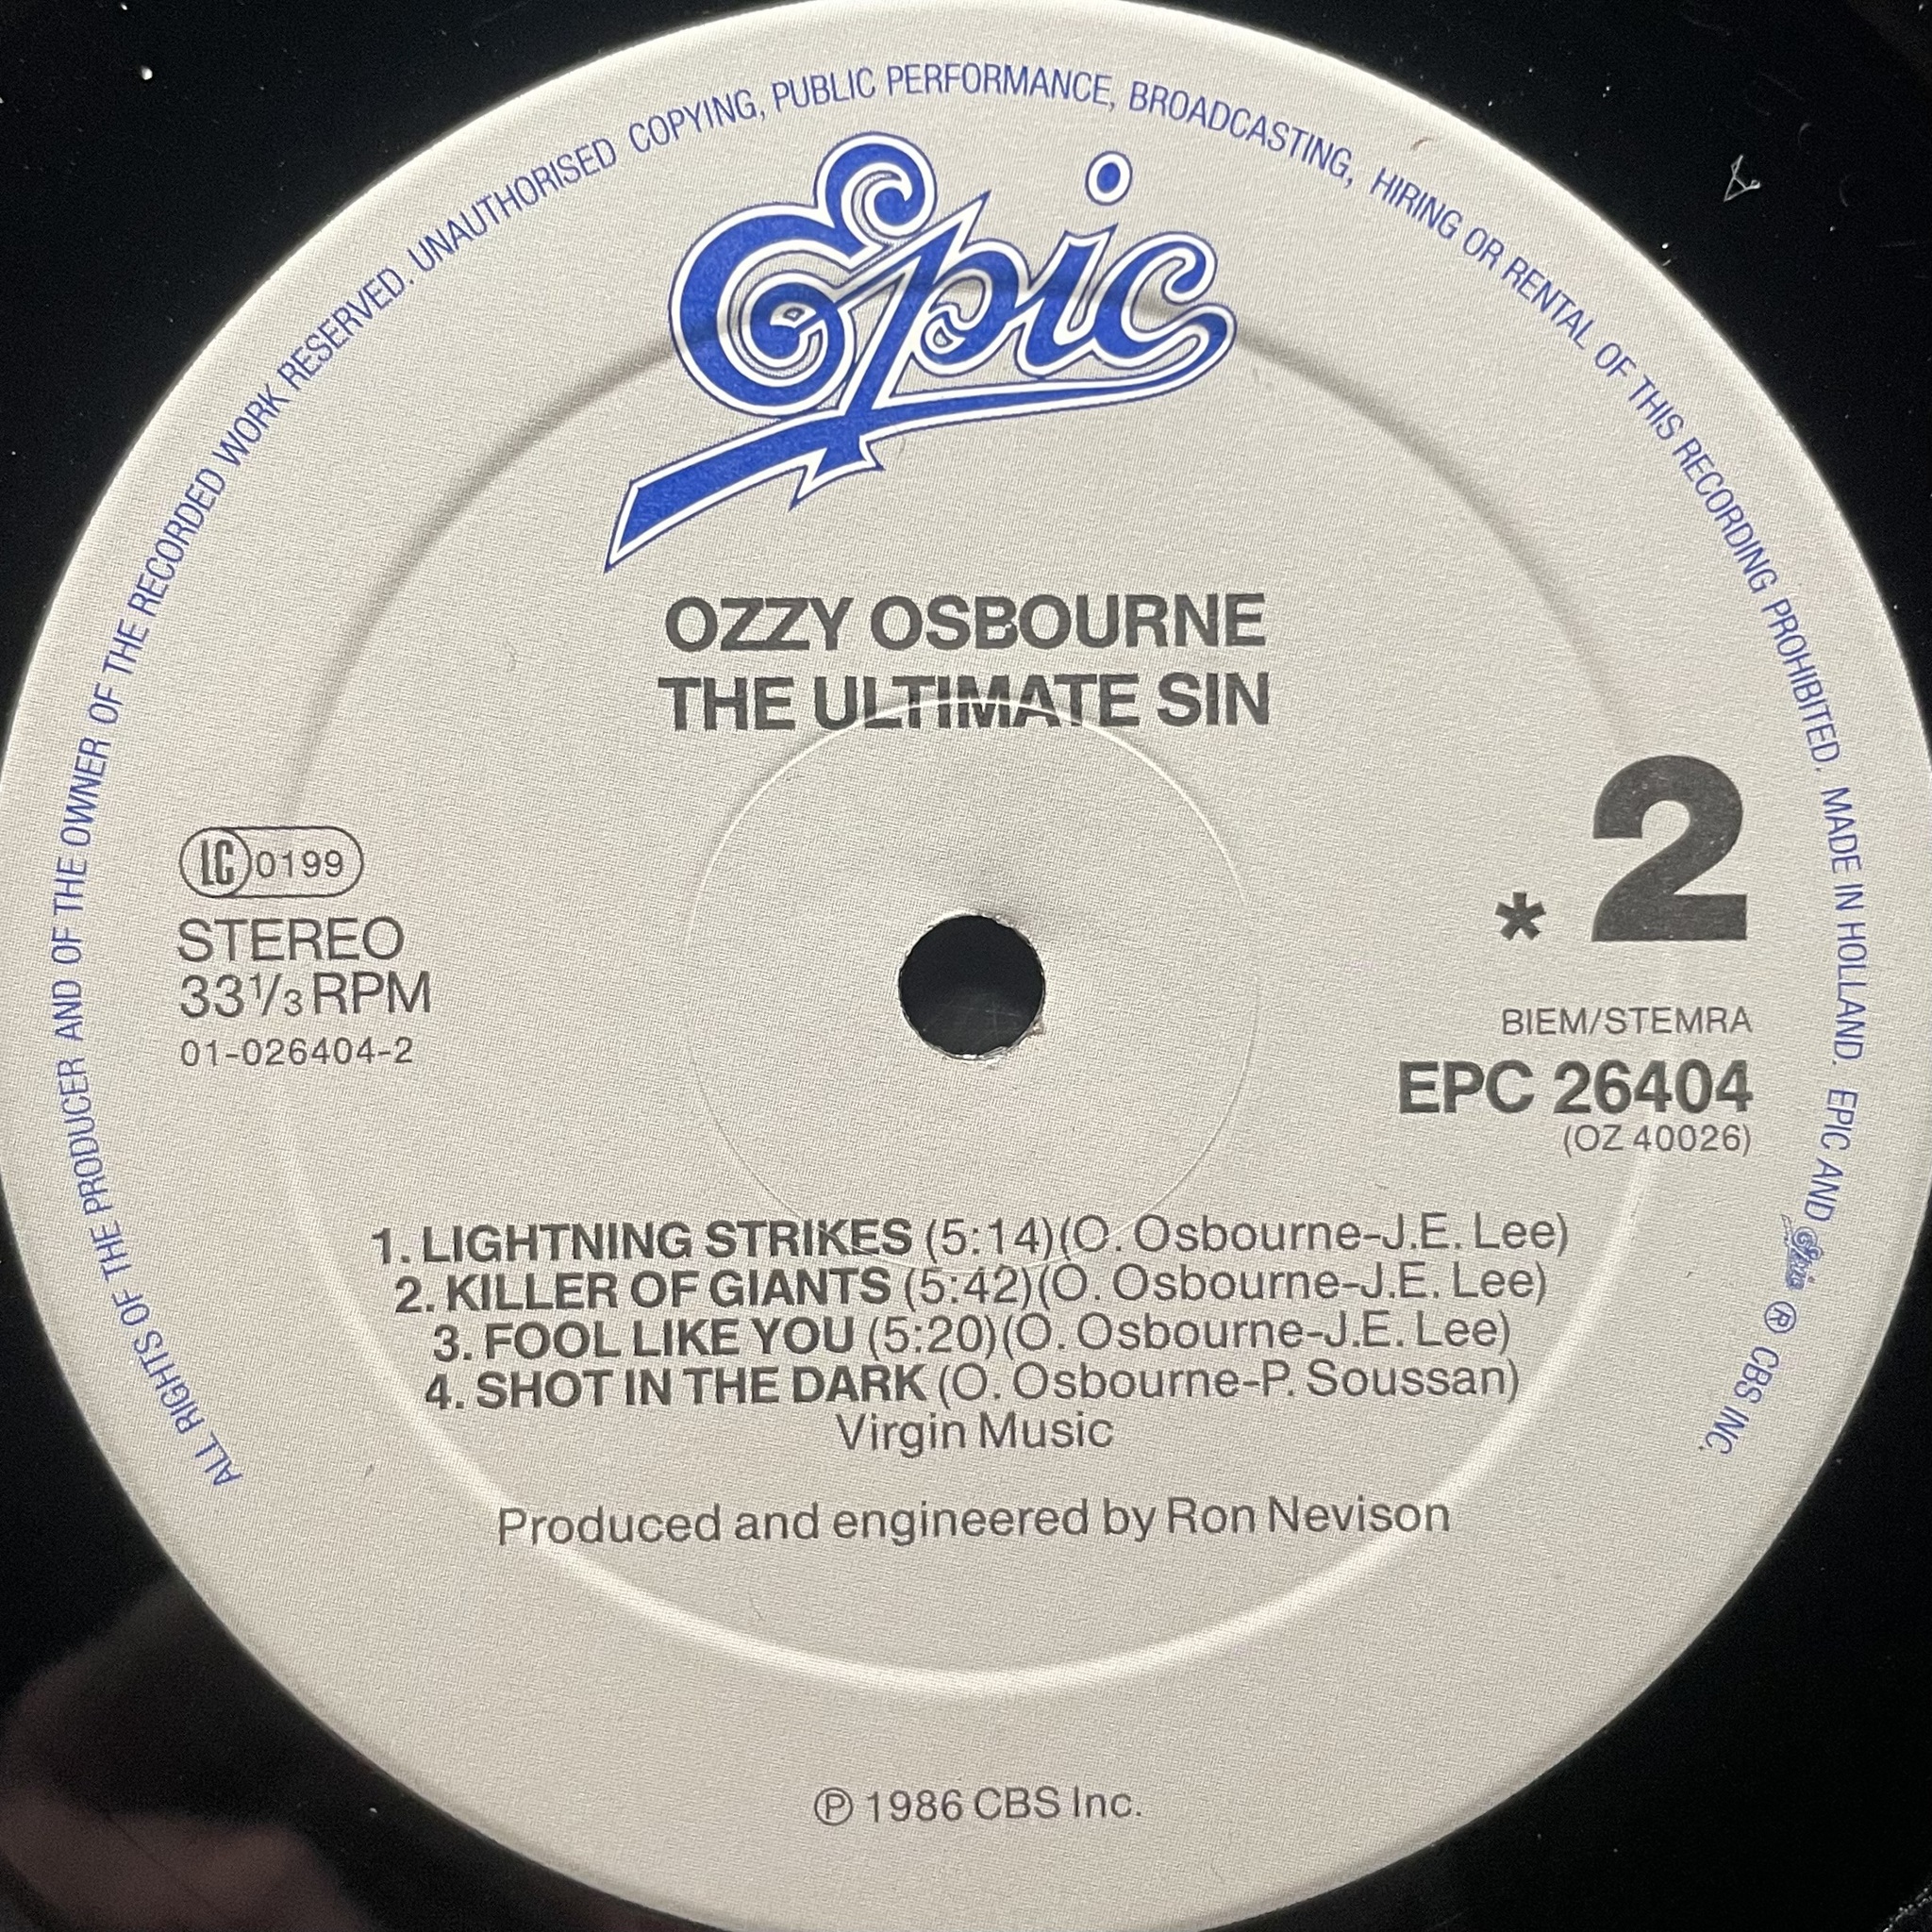 ALL RIGHTS OF THE PRODUCER AND OF THE OWNER OF THE RECORDED WORK RESERVED. UNAUTHORISED COPYING, PUBLIC PERFORMANCE, BROADCASTING, HIRING OR RENTAL OF THIS RECORDING PROHIBITED. MADE IN HOLLAND. EPIC AND Epic ® CBS INC.
Epic
OZZY OSBOURNE
THE ULTIMATE SIN
LC 0199
STEREO
33 1/3 RPM
01-026404-2
* 2
BIEM/STEMRA
EPC 26404
(OZ 40026)
1. LIGHTNING STRIKES (5:14)(O. Osbourne-J.E. Lee)
2. KILLER OF GIANTS (5:42)(O. Osbourne-J.E. Lee)
3. FOOL LIKE YOU (5:20)(O. Osbourne-J.E. Lee)
4. SHOT IN THE DARK (O. Osbourne-P. Soussan)
Virgin Music
Produced and engineered by Ron Nevison
℗ 1986 CBS Inc.